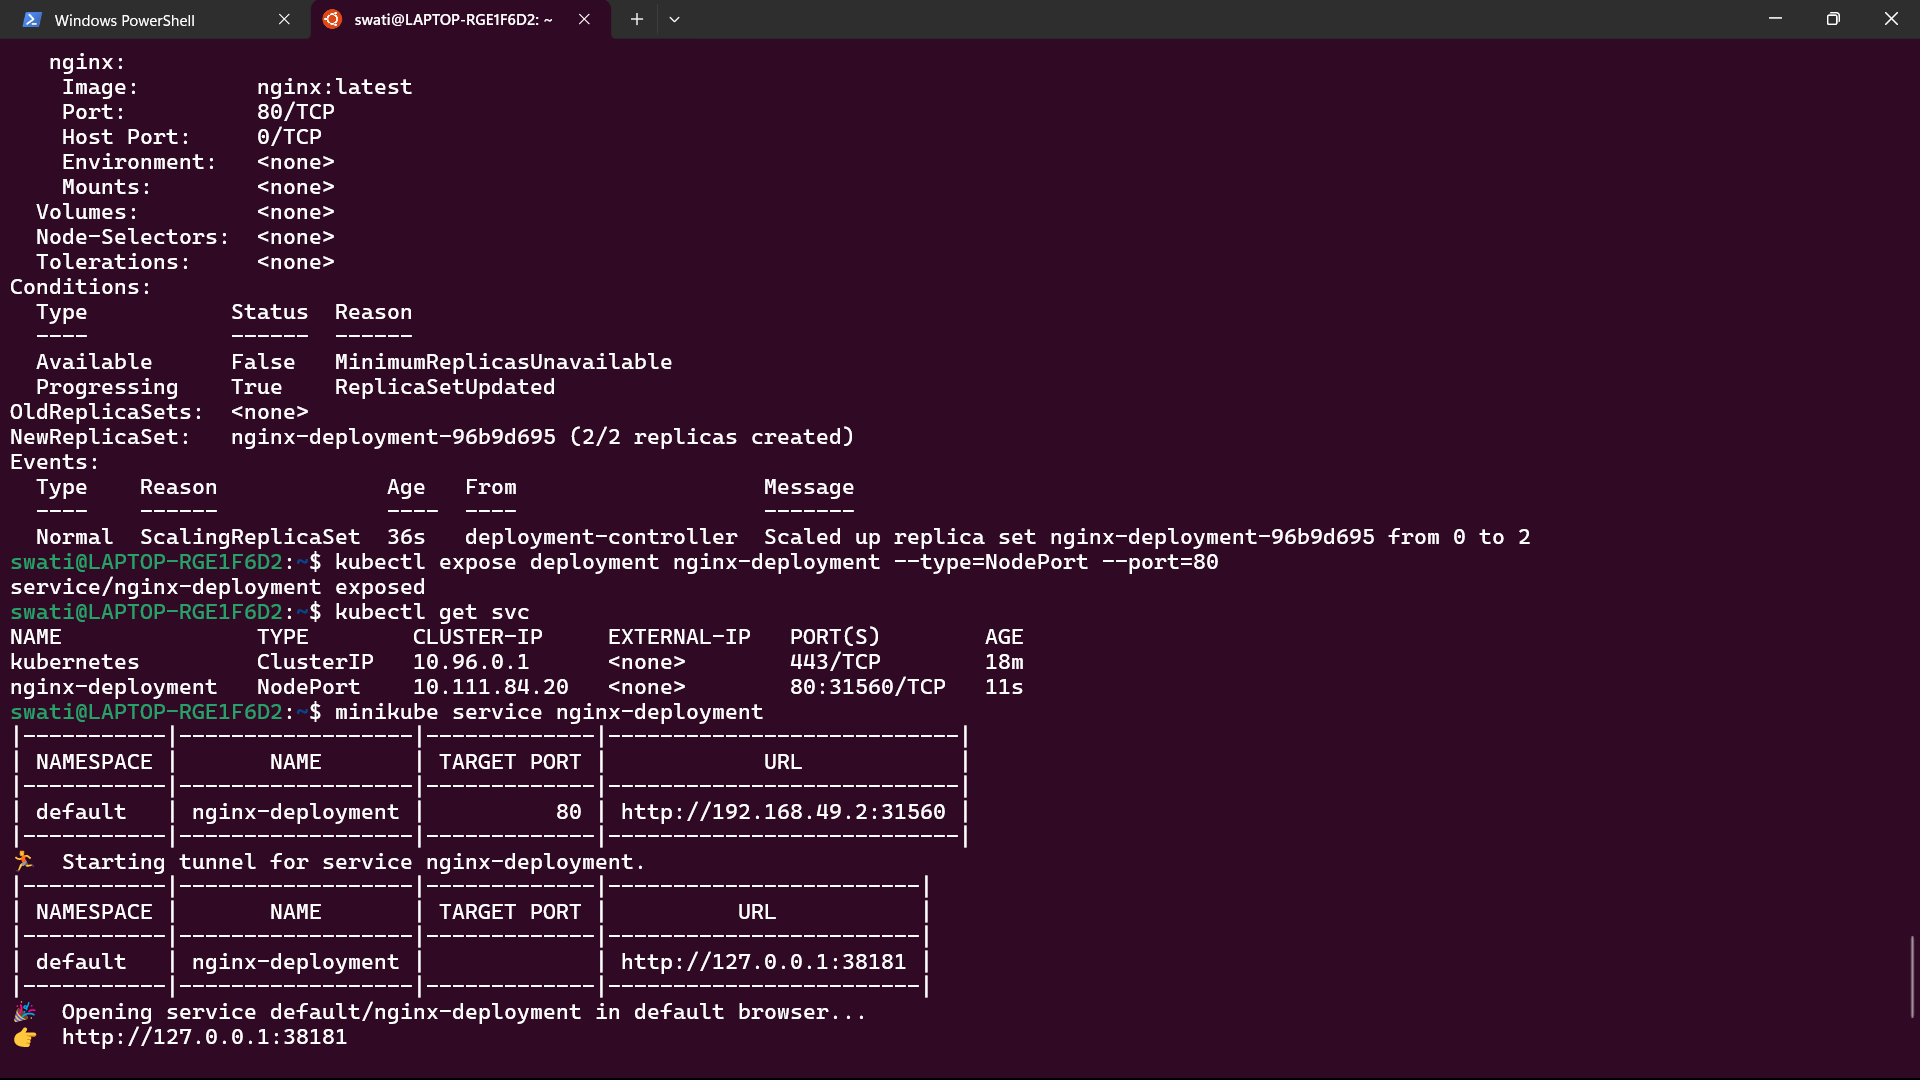 Windows PowerShell
swati@LAPTOP-RGE1F6D2: ~
nginx:
Image: nginx:latest
Port: 80/TCP
Host Port: 0/TCP
Environment: <none>
Mounts: <none>
Volumes: <none>
Node-Selectors: <none>
Tolerations: <none>
Conditions:
Type Status Reason
---- ------ ------
Available False MinimumReplicasUnavailable
Progressing True ReplicaSetUpdated
OldReplicaSets: <none>
NewReplicaSet: nginx-deployment-96b9d695 (2/2 replicas created)
Events:
Type Reason Age From Message
---- ------ ---- ---- -------
Normal ScalingReplicaSet 36s deployment-controller Scaled up replica set nginx-deployment-96b9d695 from 0 to 2
swati@LAPTOP-RGE1F6D2:~$ kubectl expose deployment nginx-deployment --type=NodePort --port=80
service/nginx-deployment exposed
swati@LAPTOP-RGE1F6D2:~$ kubectl get svc
NAME TYPE CLUSTER-IP EXTERNAL-IP PORT(S) AGE
kubernetes ClusterIP 10.96.0.1 <none> 443/TCP 18m
nginx-deployment NodePort 10.111.84.20 <none> 80:31560/TCP 11s
swati@LAPTOP-RGE1F6D2:~$ minikube service nginx-deployment
|-----------|------------------|-------------|---------------------------|
| NAMESPACE | NAME | TARGET PORT | URL |
|-----------|------------------|-------------|---------------------------|
| default | nginx-deployment | 80 | http://192.168.49.2:31560 |
|-----------|------------------|-------------|---------------------------|
🏃 Starting tunnel for service nginx-deployment.
|-----------|------------------|-------------|------------------------|
| NAMESPACE | NAME | TARGET PORT | URL |
|-----------|------------------|-------------|------------------------|
| default | nginx-deployment | | http://127.0.0.1:38181 |
|-----------|------------------|-------------|------------------------|
🎉 Opening service default/nginx-deployment in default browser...
👉 http://127.0.0.1:38181